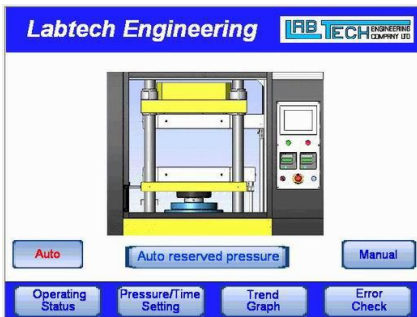 Labtech Engineering
LAB TECH ENGINEERING
COMPANY LTD
Auto
Auto reserved pressure
Manual
Operating
Status
Pressure/Time
Setting
Trend
Graph
Error
Check